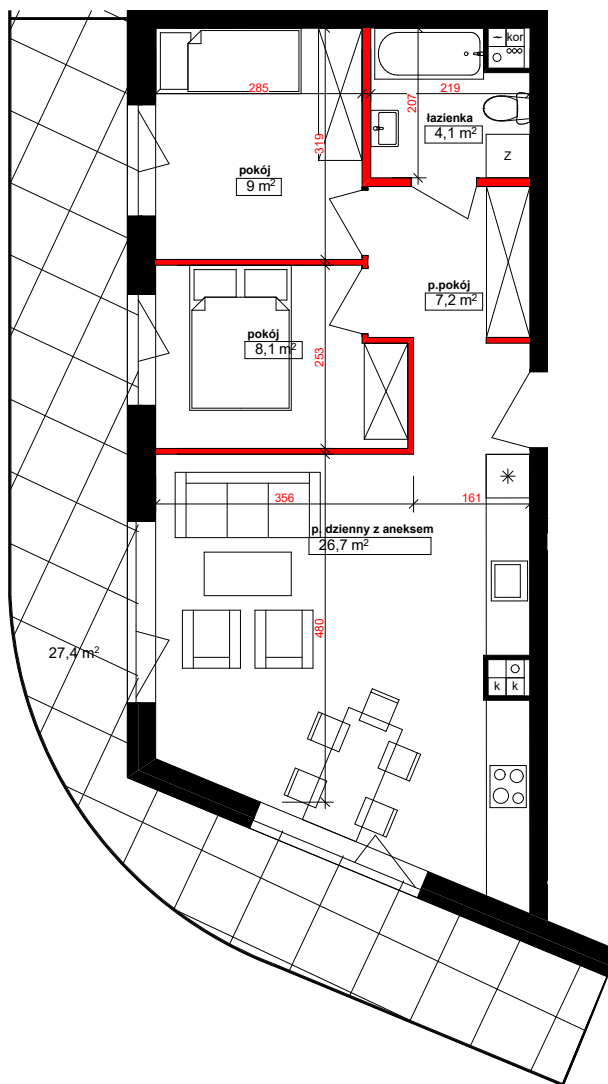 kor
285
219
207
łazienka
4,1 m²
319
z
pokój
9 m²
p.pokój
7,2 m²
pokój
8,1 m²
253
356
161
p. dzienny z aneksem
26,7 m²
480
27,4 m²
k k